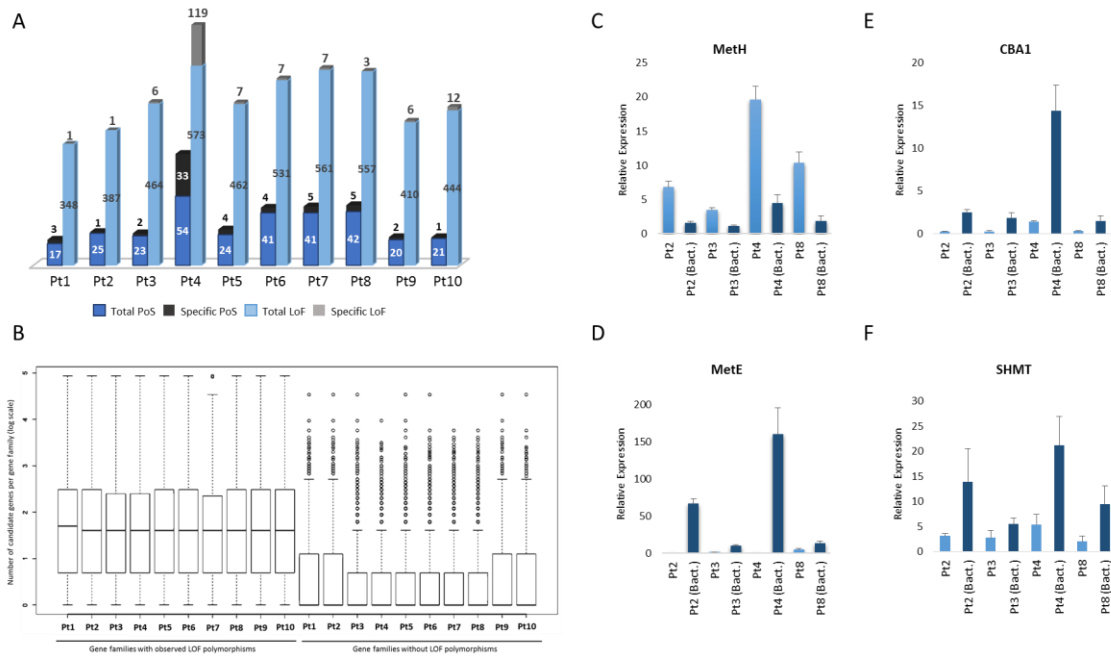 A
119
1
1
6
7
7
7
3
6
12
348
387
464
573
462
531
561
557
410
444
3
1
2
33
4
4
5
5
2
1
17
25
23
54
24
41
41
42
20
21
Pt1 Pt2 Pt3 Pt4 Pt5 Pt6 Pt7 Pt8 Pt9 Pt10
Total PoS Specific PoS Total LoF Specific LoF
B
Number of candidate genes per gene family (log scale)
5
4
3
2
1
0
Pt1 Pt2 Pt3 Pt4 Pt5 Pt6 Pt7 Pt8 Pt9 Pt10 Pt1 Pt2 Pt3 Pt4 Pt5 Pt6 Pt7 Pt8 Pt9 Pt10
Gene families with observed LOF polymorphisms
Gene families without LOF polymorphisms
C
MetH
Relative Expression
25
20
15
10
5
0
Pt2
Pt2 (Bact.)
Pt3
Pt3 (Bact.)
Pt4
Pt4 (Bact.)
Pt8
Pt8 (Bact.)
D
MetE
Relative Expression
200
150
100
50
0
Pt2
Pt2 (Bact.)
Pt3
Pt3 (Bact.)
Pt4
Pt4 (Bact.)
Pt8
Pt8 (Bact.)
E
CBA1
Relative Expression
20
15
10
5
0
Pt2
Pt2 (Bact.)
Pt3
Pt3 (Bact.)
Pt4
Pt4 (Bact.)
Pt8
Pt8 (Bact.)
F
SHMT
Relative Expression
30
25
20
15
10
5
0
Pt2
Pt2 (Bact.)
Pt3
Pt3 (Bact.)
Pt4
Pt4 (Bact.)
Pt8
Pt8 (Bact.)